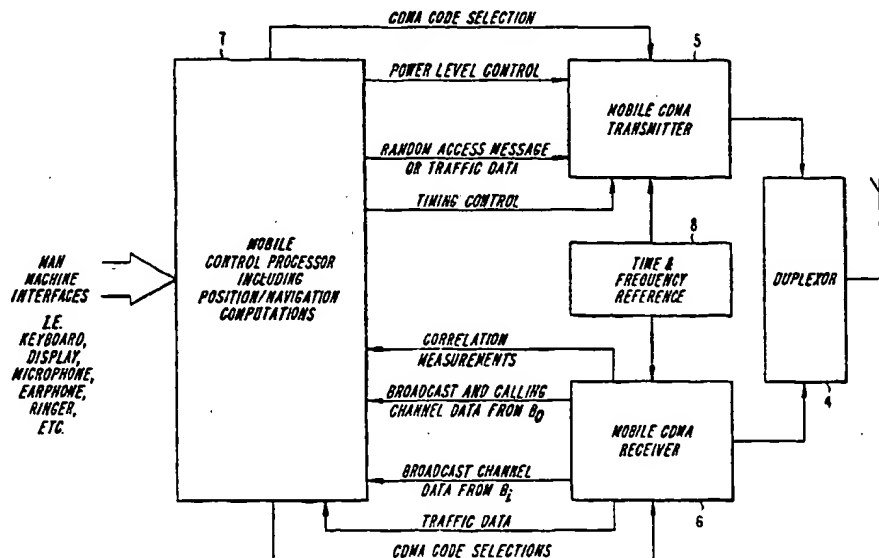 CDMA CODE SELECTION
7
5
POWER LEVEL CONTROL
MOBILE CDMA
TRANSMITTER
RANDOM ACCESS MESSAGE
OR TRAFFIC DATA
TIMING CONTROL
8
MOBILE
CONTROL PROCESSOR
INCLUDING
POSITION/NAVIGATION
COMPUTATIONS
TIME &
FREQUENCY
REFERENCE
DUPLEXOR
4
MAN
MACHINE
INTERFACES
I.E.
KEYBOARD,
DISPLAY,
MICROPHONE,
EARPHONE,
RINGER,
ETC.
CORRELATION
MEASUREMENTS
BROADCAST AND CALLING
CHANNEL DATA FROM B0
MOBILE CDMA
RECEIVER
BROADCAST CHANNEL
DATA FROM Bi
6
TRAFFIC DATA
CDMA CODE SELECTIONS